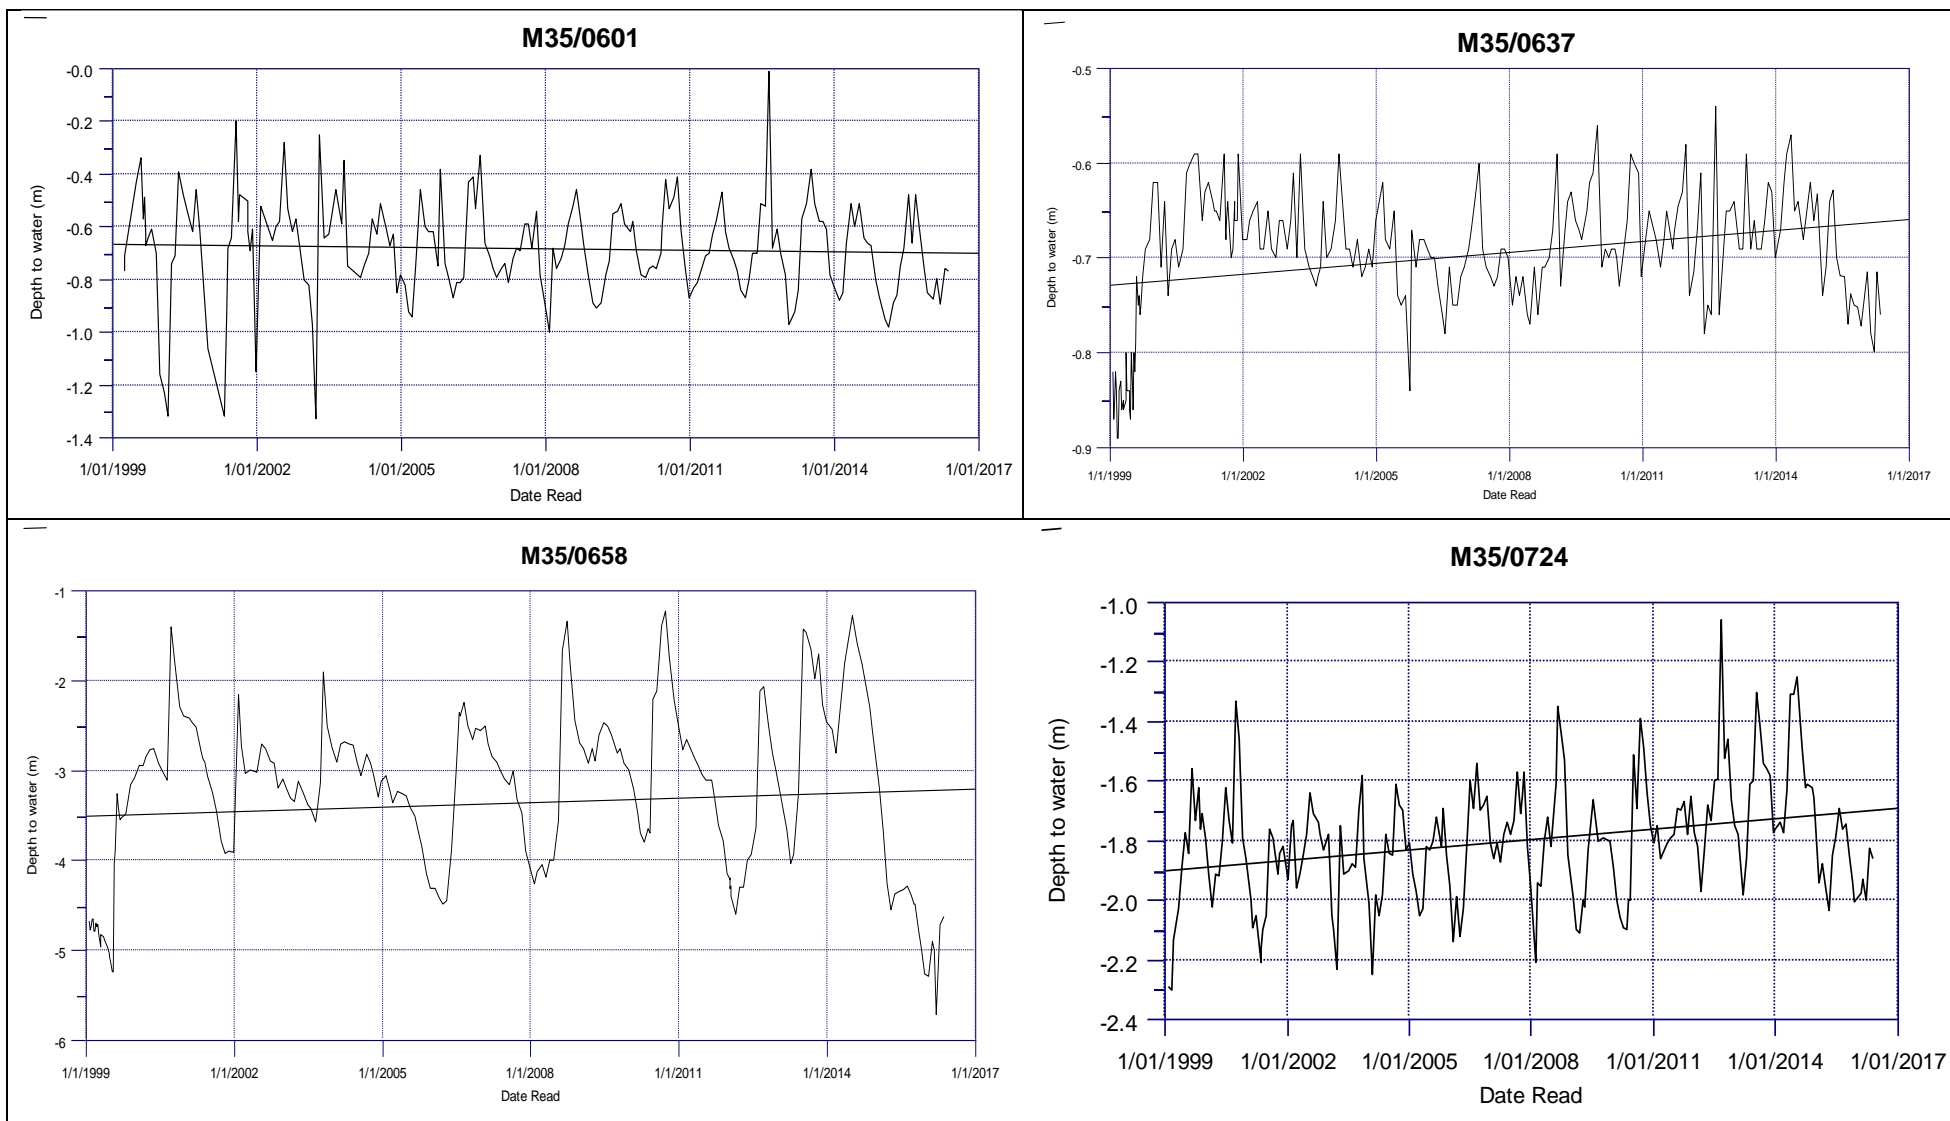 M35/0601
-0.0
-0.2
-0.4
-0.6
-0.8
-1.0
-1.2
-1.4
Depth to water (m)
1/01/1999 1/01/2002 1/01/2005 1/01/2008 1/01/2011 1/01/2014 1/01/2017
Date Read
M35/0637
-0.5
-0.6
-0.7
-0.8
-0.9
Depth to water (m)
1/1/1999 1/1/2002 1/1/2005 1/1/2008 1/1/2011 1/1/2014 1/1/2017
Date Read
M35/0658
-1
-2
-3
-4
-5
-6
Depth to water (m)
1/1/1999 1/1/2002 1/1/2005 1/1/2008 1/1/2011 1/1/2014 1/1/2017
Date Read
M35/0724
-1.0
-1.2
-1.4
-1.6
-1.8
-2.0
-2.2
-2.4
Depth to water (m)
1/01/1999 1/01/2002 1/01/2005 1/01/2008 1/01/2011 1/01/2014 1/01/2017
Date Read